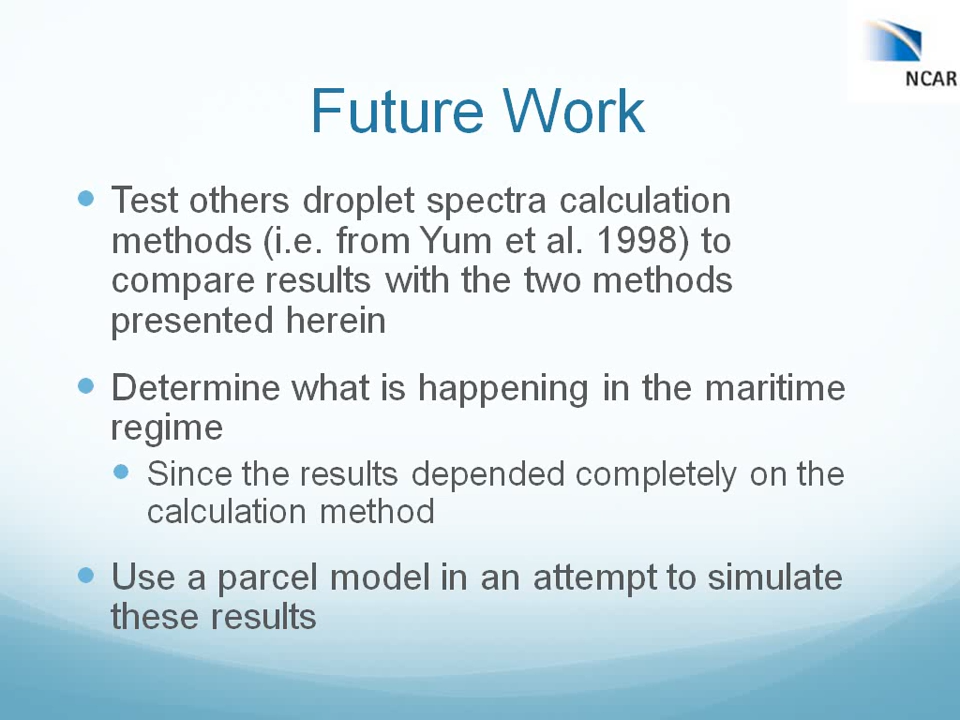 NCAR
Future Work
Test others droplet spectra calculation
methods (i.e. from Yum et al. 1998) to
compare results with the two methods
presented herein
Determine what is happening in the maritime
regime
Since the results depended completely on the
calculation method
Use a parcel model in an attempt to simulate
these results